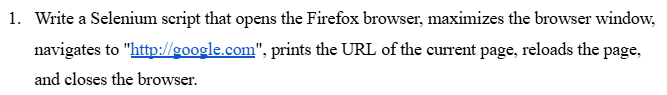 1. Write a Selenium script that opens the Firefox browser, maximizes the browser window,
navigates to "http://google.com", prints the URL of the current page, reloads the page,
and closes the browser.